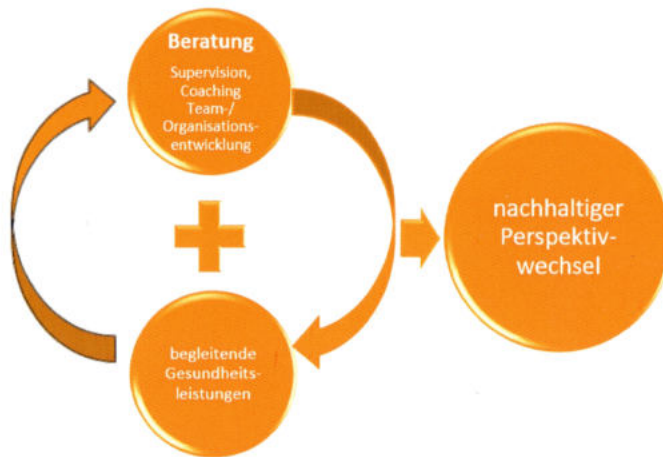 Beratung
Supervision,
Coaching
Team-/
Organisations-
entwicklung
begleitende
Gesundheits-
leistungen
nachhaltiger
Perspektiv-
wechsel